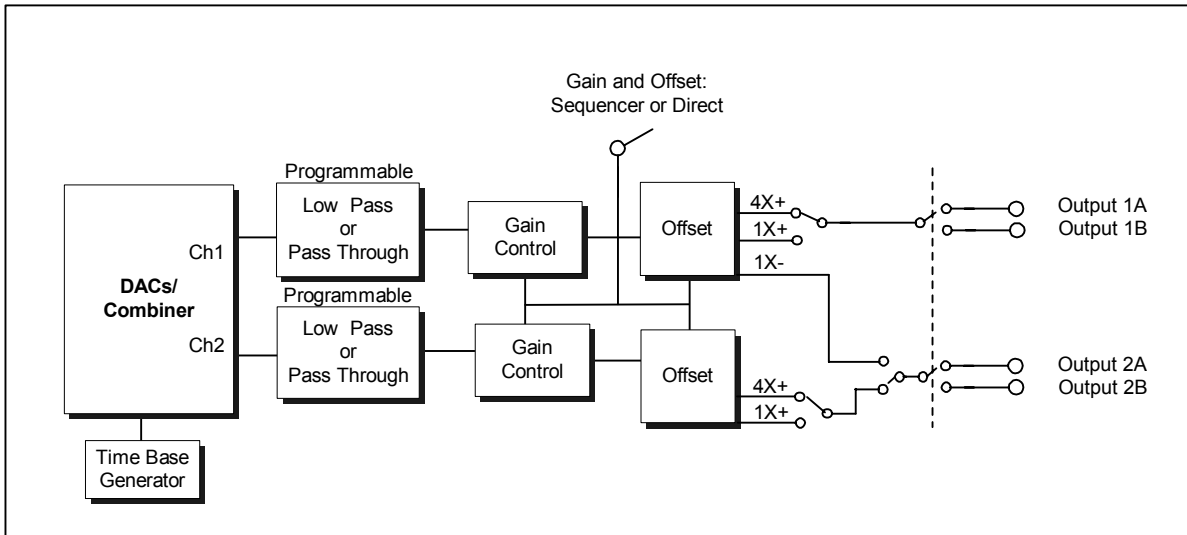 Gain and Offset:
Sequencer or Direct
Programmable
Low Pass
or
Pass Through
Gain
Control
Offset
4X+
1X+
1X-
Output 1A
Output 1B
Ch1
DACs/
Combiner
Ch2
Programmable
Low Pass
or
Pass Through
Gain
Control
Offset
4X+
1X+
Output 2A
Output 2B
Time Base
Generator